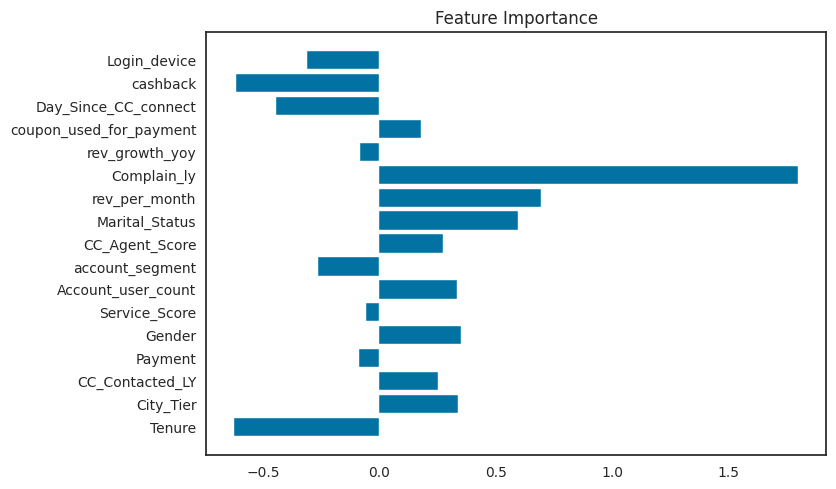 Feature Importance
Login_device
cashback
Day_Since_CC_connect
coupon_used_for_payment
rev_growth_yoy
Complain_ly
rev_per_month
Marital_Status
CC_Agent_Score
account_segment
Account_user_count
Service_Score
Gender
Payment
CC_Contacted_LY
City_Tier
Tenure
−0.5 0.0 0.5 1.0 1.5